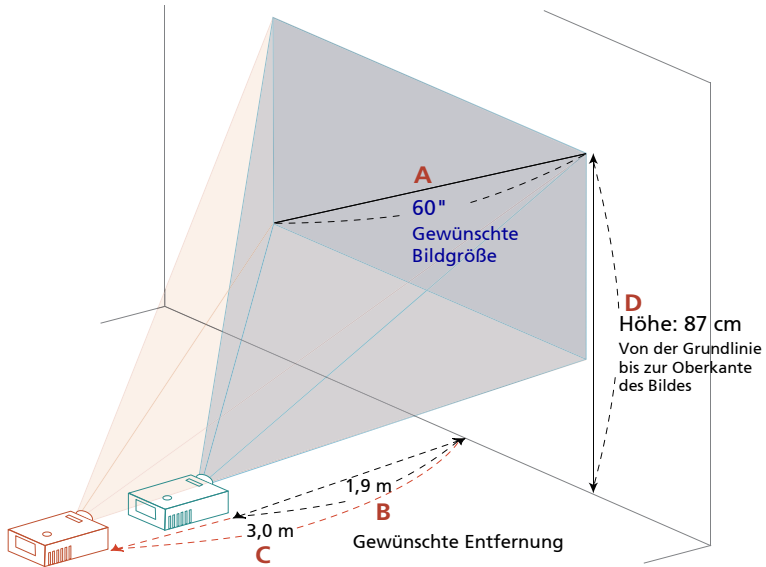 A
60"
Gewünschte
Bildgröße
D
Höhe: 87 cm
Von der Grundlinie
bis zur Oberkante
des Bildes
1,9 m
B
3,0 m
C
Gewünschte Entfernung